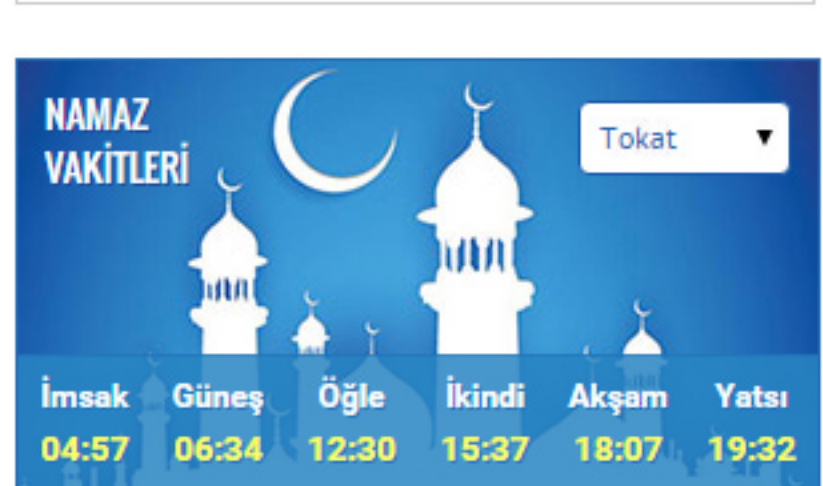 NAMAZ
VAKİTLERİ
Tokat
İmsak Güneş Öğle İkindi Akşam Yatsı
04:57 06:34 12:30 15:37 18:07 19:32